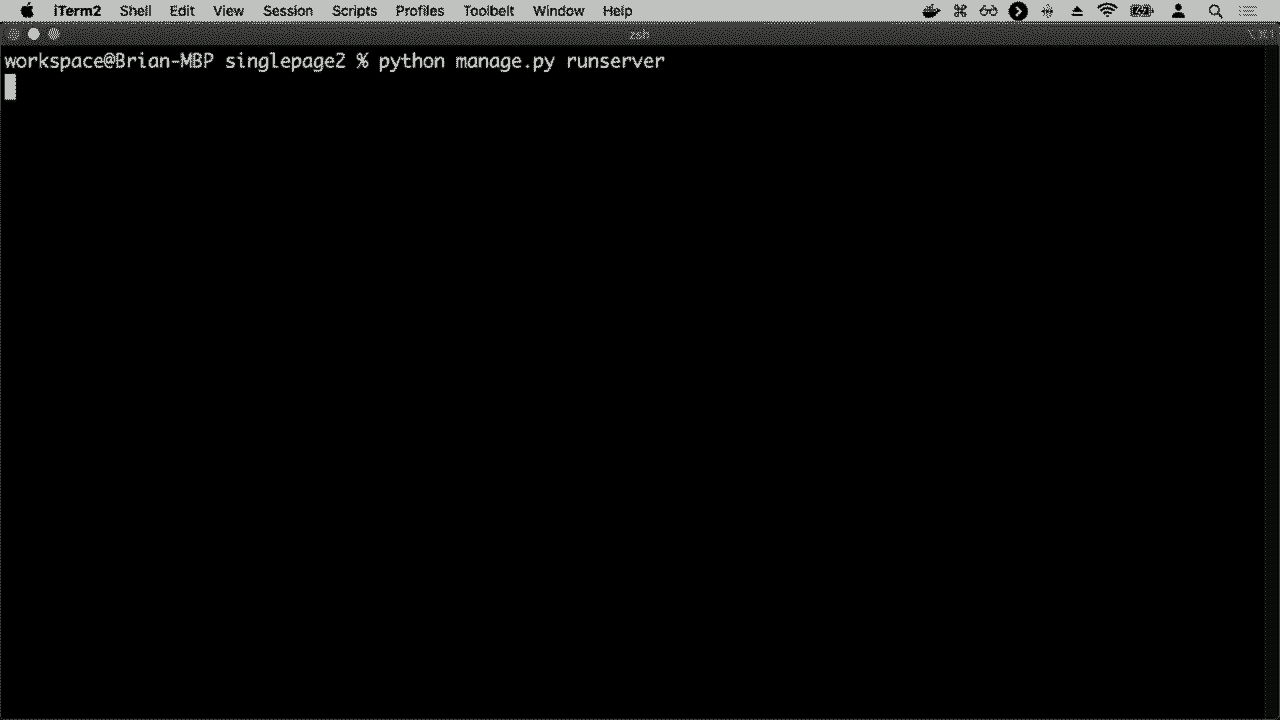 iTerm2 Shell Edit View Session Scripts Profiles Toolbelt Window Help
zsh
workspace@Brian-MBP singlepage2 % python manage.py runserver